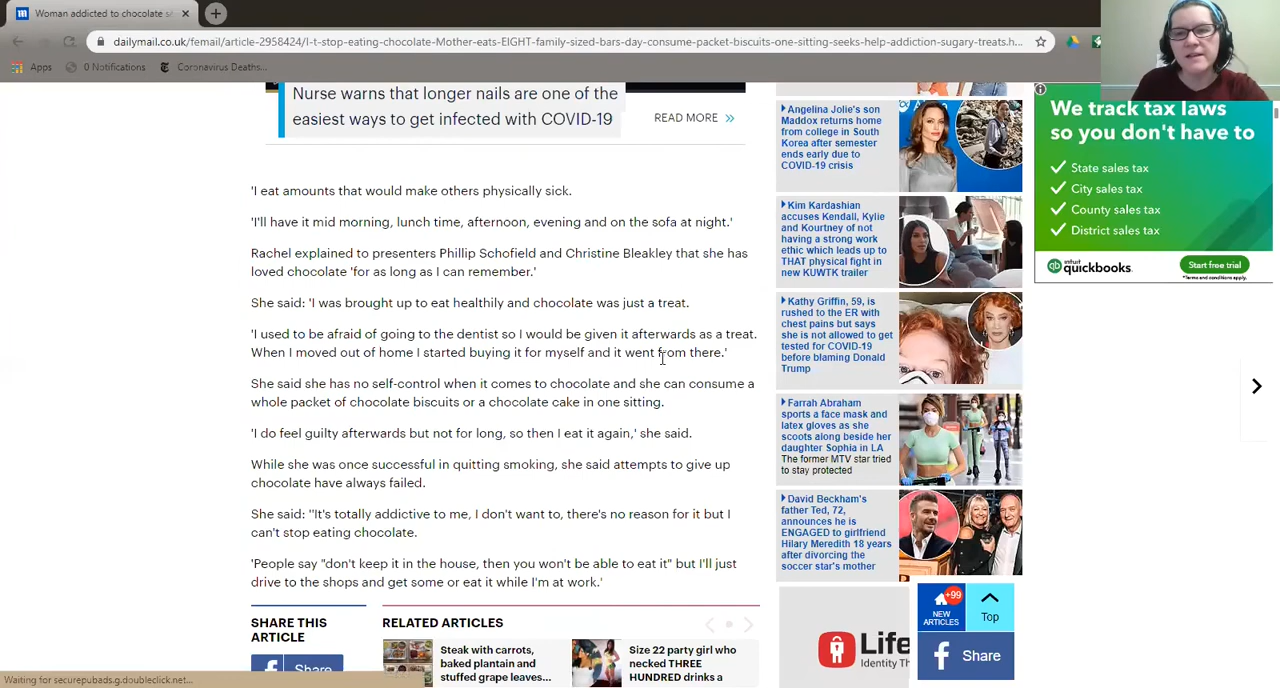 Woman addicted to chocolate s
dailymail.co.uk/femail/article-2958424/I-t-stop-eating-chocolate-Mother-eats-EIGHT-family-sized-bars-day-consume-packet-biscuits-one-sitting-seeks-help-addiction-sugary-treats.h...
Apps
0 Notifications
Coronavirus Deaths...
Nurse warns that longer nails are one of the
easiest ways to get infected with COVID-19
READ MORE
'I eat amounts that would make others physically sick.
'I'll have it mid morning, lunch time, afternoon, evening and on the sofa at night.'
Rachel explained to presenters Phillip Schofield and Christine Bleakley that she has
loved chocolate 'for as long as I can remember.'
She said: 'I was brought up to eat healthily and chocolate was just a treat.
'I used to be afraid of going to the dentist so I would be given it afterwards as a treat.
When I moved out of home I started buying it for myself and it went from there.'
She said she has no self-control when it comes to chocolate and she can consume a
whole packet of chocolate biscuits or a chocolate cake in one sitting.
'I do feel guilty afterwards but not for long, so then I eat it again,' she said.
While she was once successful in quitting smoking, she said attempts to give up
chocolate have always failed.
She said "It's totally addictive to me, I don't want to, there's no reason for it but I
can't stop eating chocolate.
'People say "don't keep it in the house, then you won't be able to eat it" but I'll just
drive to the shops and get some or eat it while I'm at work.'
SHARE THIS
ARTICLE
Share
RELATED ARTICLES
Steak with carrots,
baked plantain and
stuffed grape leaves...
Size 22 party girl who
necked THREE
HUNDRED drinks a
Angelina Jolie's son
Maddox returns home
from college in South
Korea after semester
ends early due to
COVID-19 crisis
Kim Kardashian
accuses Kendall, Kylie
and Kourtney of not
having a strong work
ethic which leads up to
THAT physical fight in
new KUWTK trailer
Kathy Griffin, 59, is
rushed to the ER with
chest pains but says
she is not allowed to get
tested for COVID-19
before blaming Donald
Trump
Farrah Abraham
sports a face mask and
latex gloves as she
scoots along beside her
daughter Sophia in LA
The former MTV star tried
to stay protected
David Beckham's
father Ted, 72,
announces he is
ENGAGED to girlfriend
Hilary Meredith 18 years
after divorcing the
soccer star's mother
Life
Identity Th
+99
NEW
ARTICLES
Top
Share
We track tax laws
so you don't have to
State sales tax
City sales tax
County sales tax
District sales tax
intuit
quickbooks.
Start free trial
*Terms and conditions apply.
Waiting for securepubads.g.doubleclick.net...